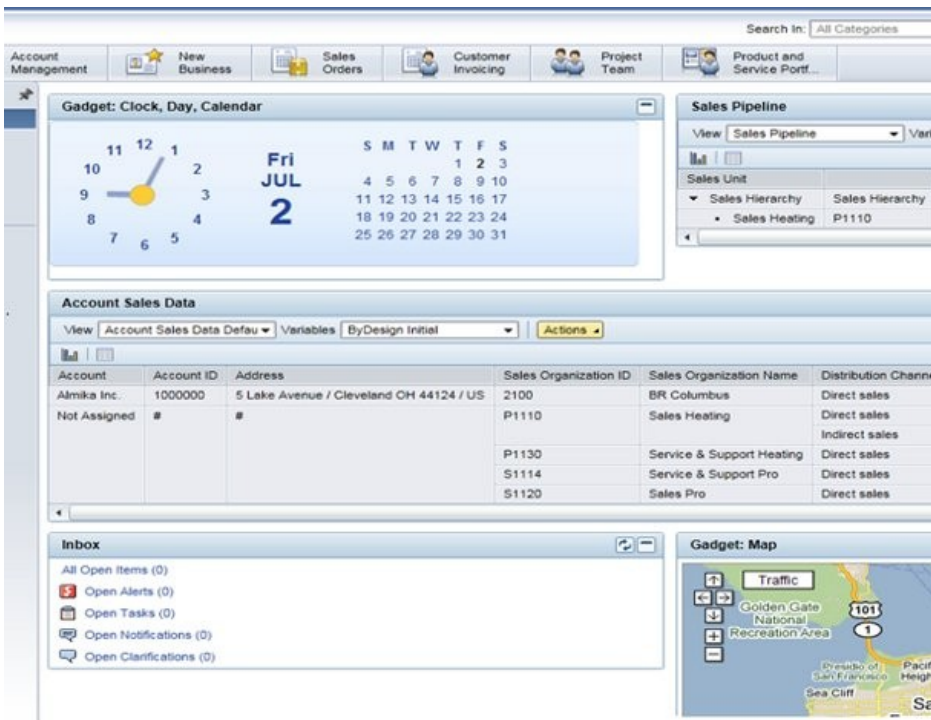 Search In: All Categories
Account Management
New Business
Sales Orders
Customer Invoicing
Project Team
Product and Service Portf...
Gadget: Clock, Day, Calendar
12
11 1
10 2
9 3
8 4
7 6 5
Fri
JUL
2
S M T W T F S
1 2 3
4 5 6 7 8 9 10
11 12 13 14 15 16 17
18 19 20 21 22 23 24
25 26 27 28 29 30 31
Sales Pipeline
View Sales Pipeline Vari
Sales Unit
Sales Hierarchy Sales Hierarchy
Sales Heating P1110
Account Sales Data
View Account Sales Data Defau Variables ByDesign Initial Actions
Account Account ID Address Sales Organization ID Sales Organization Name Distribution Channe
Almika Inc. 1000000 5 Lake Avenue / Cleveland OH 44124 / US 2100 BR Columbus Direct sales
Not Assigned # # P1110 Sales Heating Direct sales
Indirect sales
P1130 Service & Support Heating Direct sales
S1114 Service & Support Pro Direct sales
S1120 Sales Pro Direct sales
Inbox
All Open Items (0)
Open Alerts (0)
Open Tasks (0)
Open Notifications (0)
Open Clarifications (0)
Gadget: Map
Traffic
Golden Gate
National
Recreation Area
101
1
Presidio of
San Francisco
Pacif
Heigh
Sea Cliff
Sa